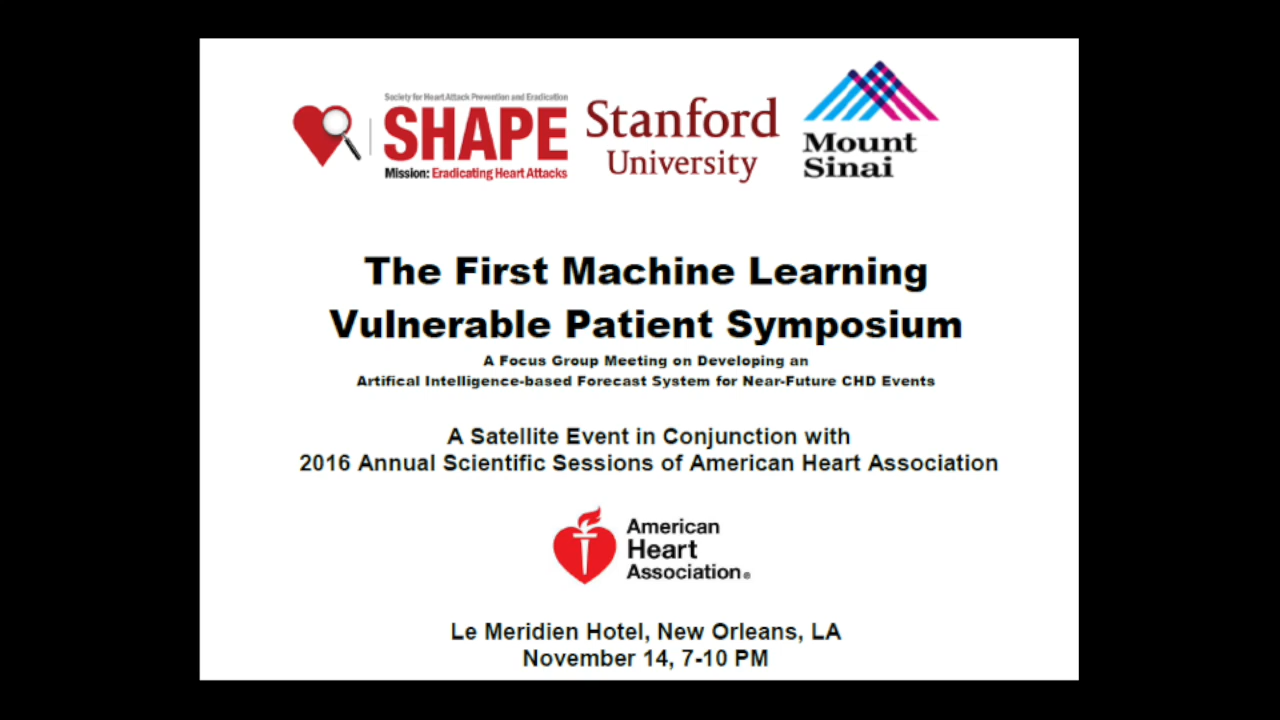 Society for Heart Attack Prevention and Eradication
SHAPE
Mission: Eradicating Heart Attacks
Stanford
University
Mount
Sinai
The First Machine Learning
Vulnerable Patient Symposium
A Focus Group Meeting on Developing an
Artifical Intelligence-based Forecast System for Near-Future CHD Events
A Satellite Event in Conjunction with
2016 Annual Scientific Sessions of American Heart Association
American
Heart
Association®
Le Meridien Hotel, New Orleans, LA
November 14, 7-10 PM